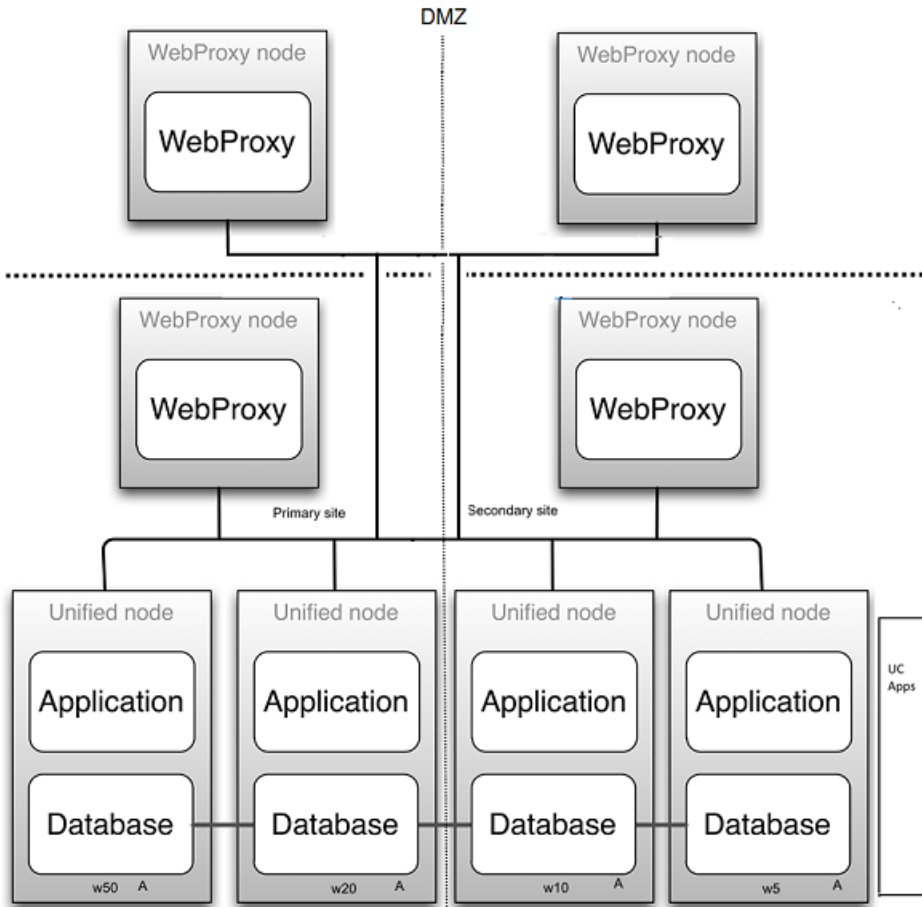 DMZ
WebProxy node
WebProxy node
WebProxy
WebProxy
WebProxy node
WebProxy node
WebProxy
WebProxy
Primary site
Secondary site
Unified node
Unified node
Unified node
Unified node
UC
Apps
Application
Application
Application
Application
Database
Database
Database
Database
w50 A
w20 A
w10 A
w5 A